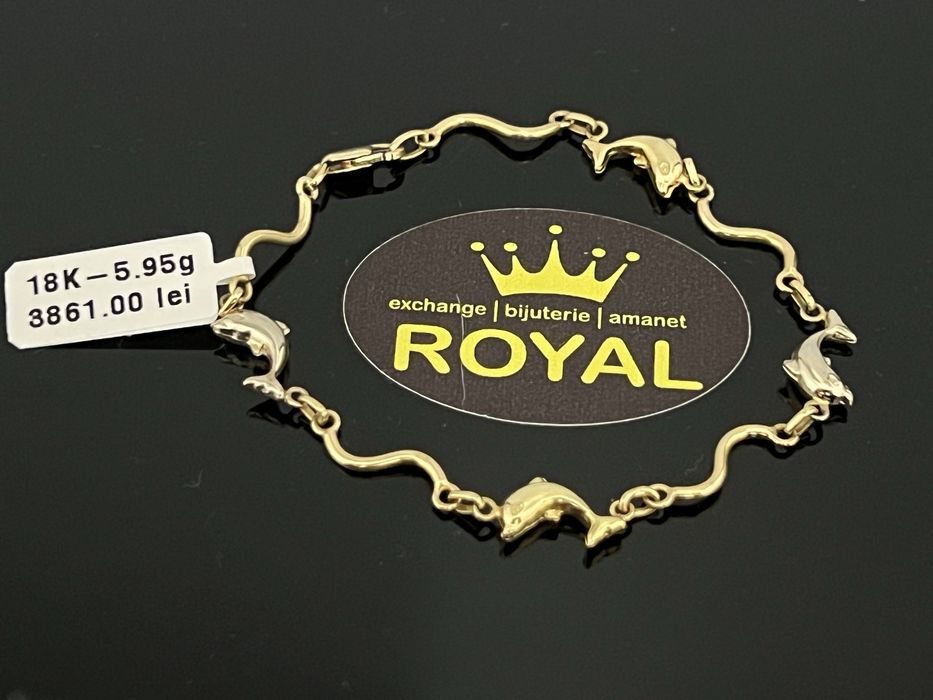 18K – 5.95g
3861.00 lei
exchange | bijuterie | amanet
ROYAL